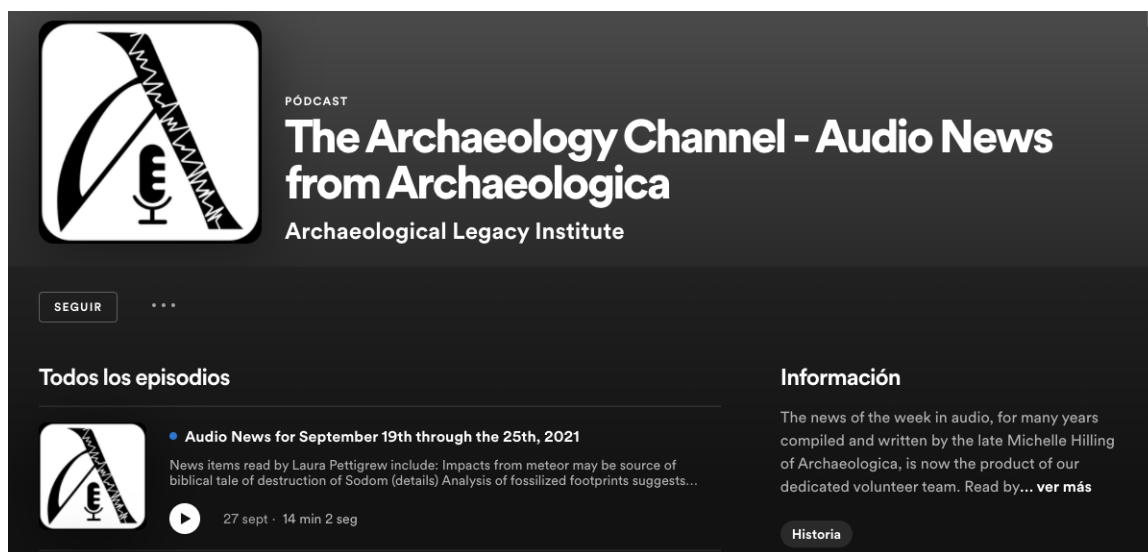 PÓDCAST
The Archaeology Channel - Audio News
from Archaeologica
Archaeological Legacy Institute
SEGUIR
Todos los episodios
Audio News for September 19th through the 25th, 2021
News items read by Laura Pettigrew include: Impacts from meteor may be source of
biblical tale of destruction of Sodom (details) Analysis of fossilized footprints suggests...
27 sept · 14 min 2 seg
Información
The news of the week in audio, for many years
compiled and written by the late Michelle Hilling
of Archaeologica, is now the product of our
dedicated volunteer team. Read by... ver más
Historia